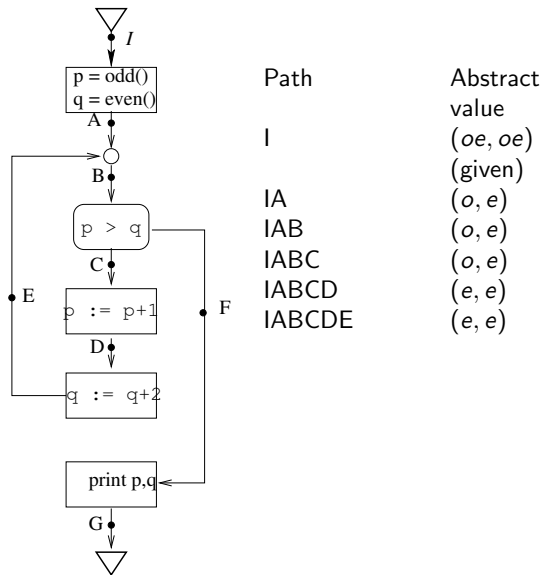 I
p = odd()
q = even()
A
B
p > q
C
E
F
p := p+1
D
q := q+2
print p,q
G
Path Abstract value
I (oe, oe) (given)
IA (o, e)
IAB (o, e)
IABC (o, e)
IABCD (e, e)
IABCDE (e, e)